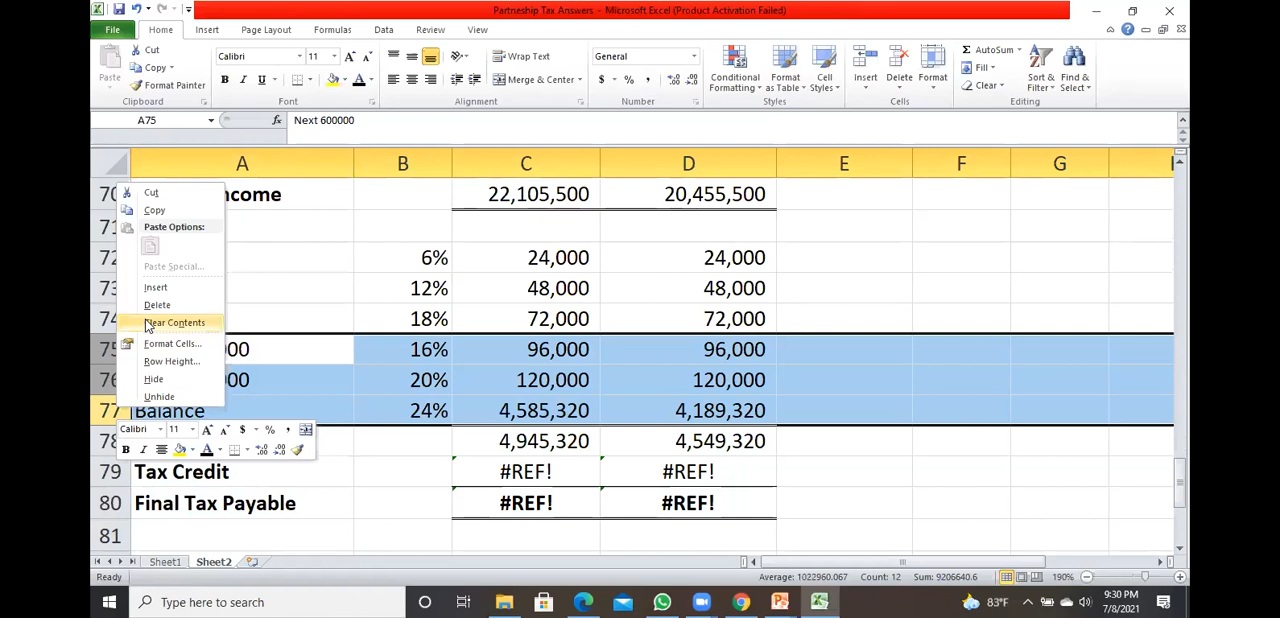 Partneship Tax Answers - Microsoft Excel (Product Activation Failed)
File Home Insert Page Layout Formulas Data Review View
Paste
Cut
Copy
Format Painter
Clipboard
Calibri 11
B I U
Font
Wrap Text
Merge & Center
Alignment
General
$ % ,
Number
Conditional Formatting
Format as Table
Cell Styles
Styles
Insert Delete Format
Cells
AutoSum
Fill
Clear
Sort & Filter
Find & Select
Editing
A75 fx Next 600000
A B C D E F G
70 ncome 22,105,500 20,455,500
71
72 6% 24,000 24,000
73 12% 48,000 48,000
74 18% 72,000 72,000
75 00 16% 96,000 96,000
76 00 20% 120,000 120,000
77 Balance 24% 4,585,320 4,189,320
78 4,945,320 4,549,320
79 Tax Credit #REF! #REF!
80 Final Tax Payable #REF! #REF!
81
Cut
Copy
Paste Options:
Paste Special...
Insert
Delete
Clear Contents
Format Cells...
Row Height...
Hide
Unhide
Calibri 11 A A $ % ,
B I A
Sheet1 Sheet2
Ready Average: 1022960.067 Count: 12 Sum: 9206640.6 190%
Type here to search
83°F
9:30 PM
7/8/2021